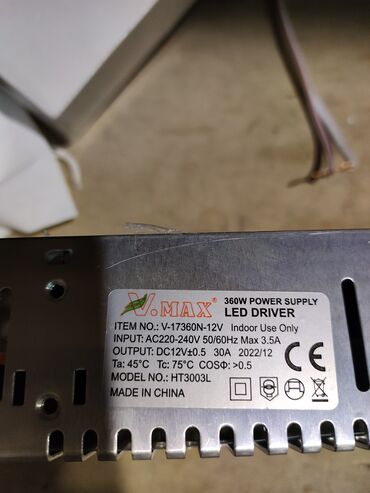 V.MAX
360W POWER SUPPLY
LED DRIVER
ITEM NO.: V-17360N-12V Indoor Use Only
INPUT: AC220-240V 50/60Hz Max 3.5A
OUTPUT: DC12V±0.5 30A 2022/12
Ta: 45°C Tc: 75°C COSФ: >0.5
MODEL NO.: HT3003L
MADE IN CHINA